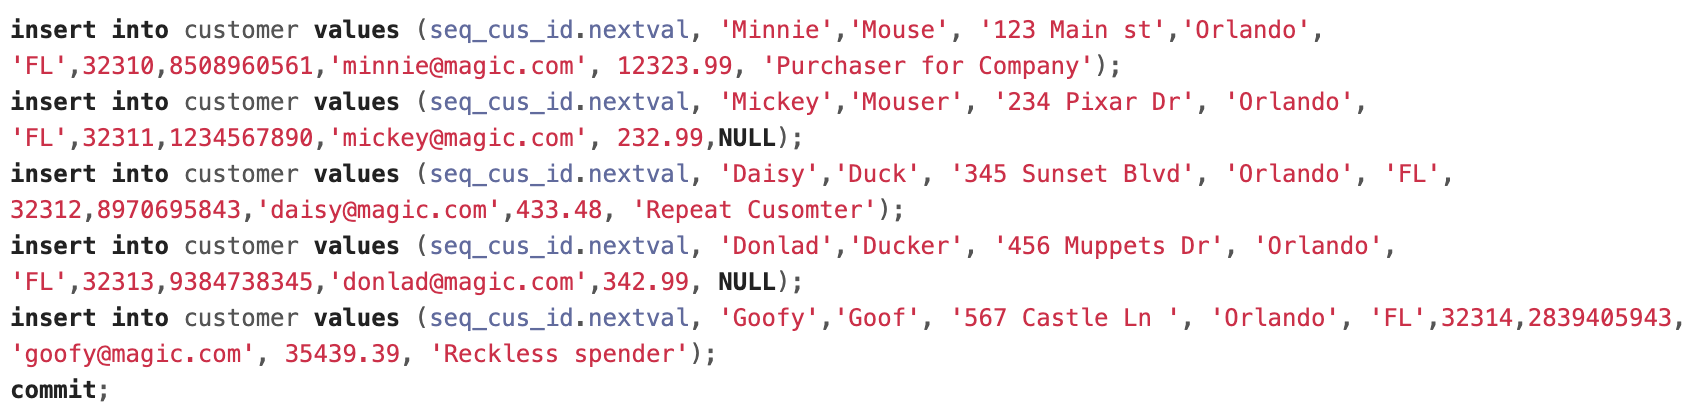 insert into customer values (seq_cus_id.nextval, 'Minnie','Mouse', '123 Main st','Orlando',
'FL',32310,8508960561,'minnie@magic.com', 12323.99, 'Purchaser for Company');
insert into customer values (seq_cus_id.nextval, 'Mickey','Mouser', '234 Pixar Dr', 'Orlando',
'FL',32311,1234567890,'mickey@magic.com', 232.99,NULL);
insert into customer values (seq_cus_id.nextval, 'Daisy','Duck', '345 Sunset Blvd', 'Orlando', 'FL',
32312,8970695843,'daisy@magic.com',433.48, 'Repeat Cusomter');
insert into customer values (seq_cus_id.nextval, 'Donlad','Ducker', '456 Muppets Dr', 'Orlando',
'FL',32313,9384738345,'donlad@magic.com',342.99, NULL);
insert into customer values (seq_cus_id.nextval, 'Goofy','Goof', '567 Castle Ln ', 'Orlando', 'FL',32314,2839405943,
'goofy@magic.com', 35439.39, 'Reckless spender');
commit;